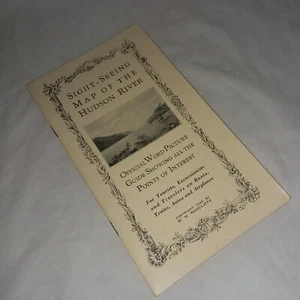 Sight-Seeing
Map of the
Hudson River
Official Word-Picture
Guide Showing all the
Points of Interest
For Tourists, Excursionists
and Travelers on Boats,
Trains, Autos and Airplanes
COPYRIGHT